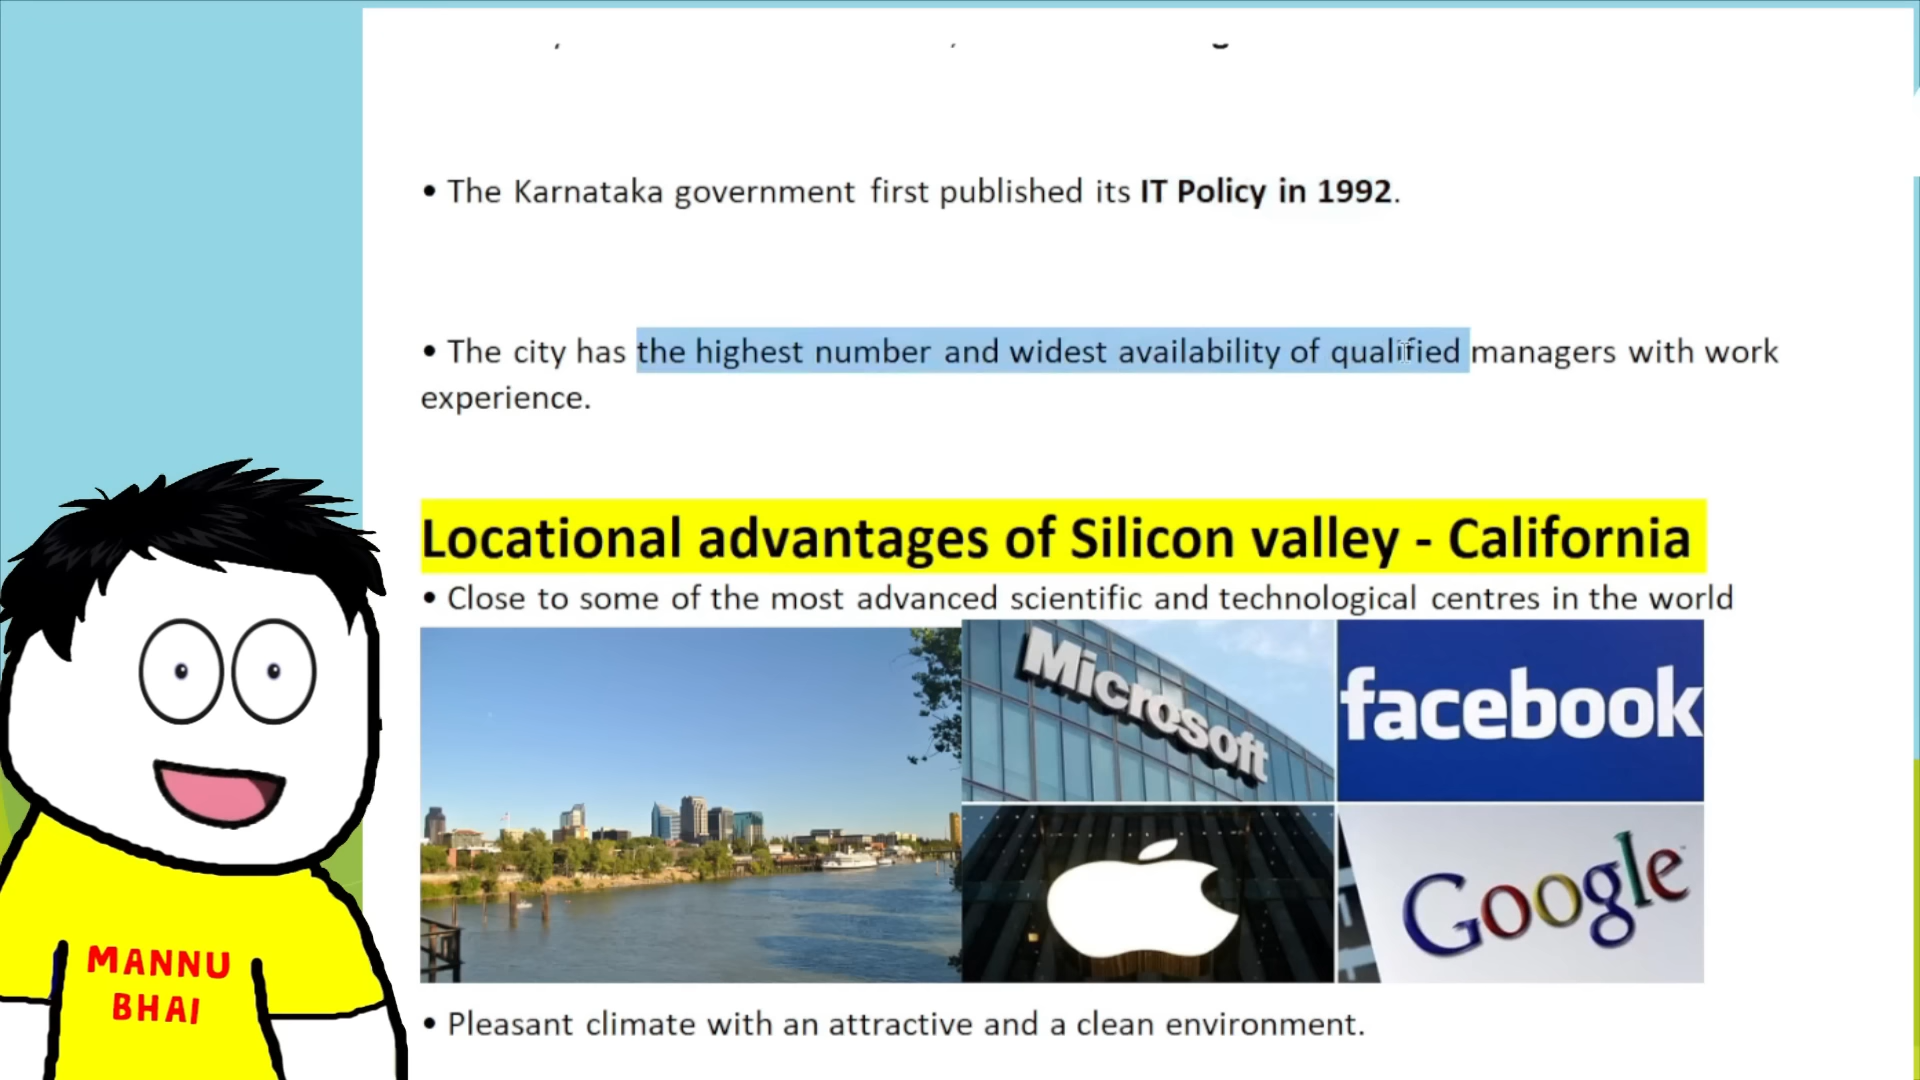 • The Karnataka government first published its IT Policy in 1992.
• The city has the highest number and widest availability of qualified managers with work
experience.
Locational advantages of Silicon valley - California
• Close to some of the most advanced scientific and technological centres in the world
Microsoft
facebook
Google
• Pleasant climate with an attractive and a clean environment.
MANNU
BHAI